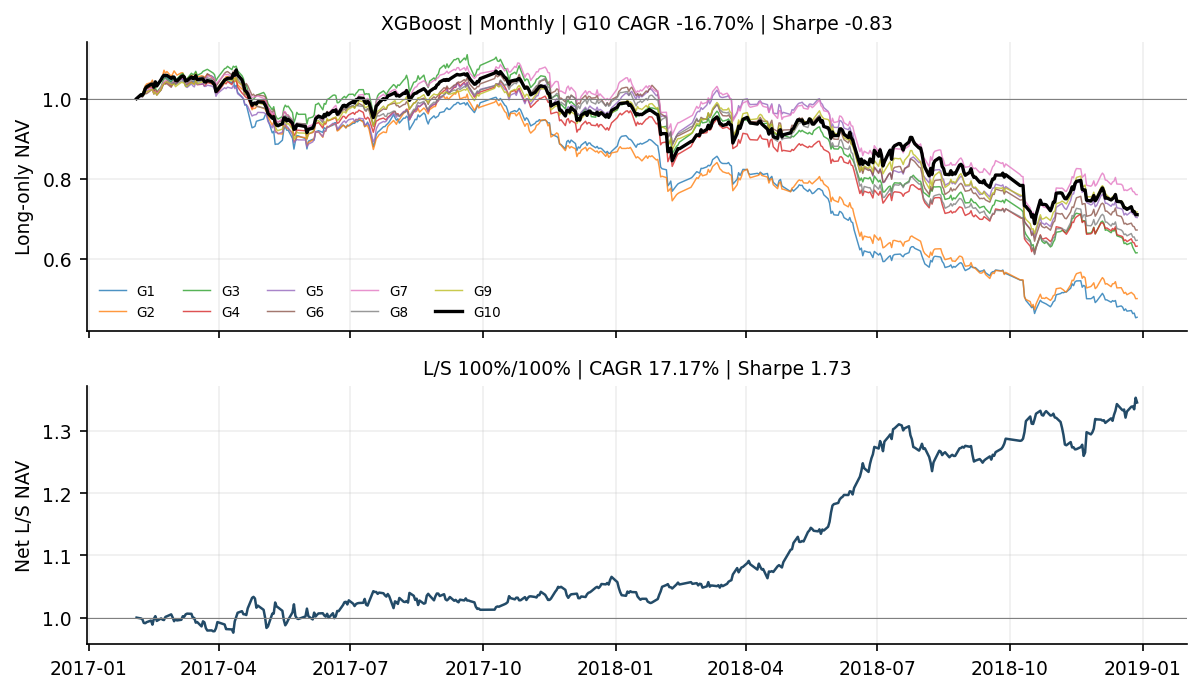 XGBoost | Monthly | G10 CAGR -16.70% | Sharpe -0.83
Long-only NAV
1.0
0.8
0.6
G1 G3 G5 G7 G9
G2 G4 G6 G8 G10
L/S 100%/100% | CAGR 17.17% | Sharpe 1.73
Net L/S NAV
1.3
1.2
1.1
1.0
2017-01 2017-04 2017-07 2017-10 2018-01 2018-04 2018-07 2018-10 2019-01